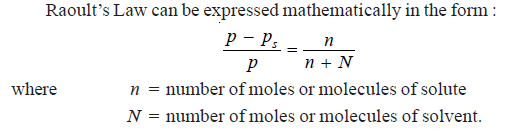 Raoult's Law can be expressed mathematically in the form :
p − pₛ / p = n / n + N
where n = number of moles or molecules of solute
N = number of moles or molecules of solvent.